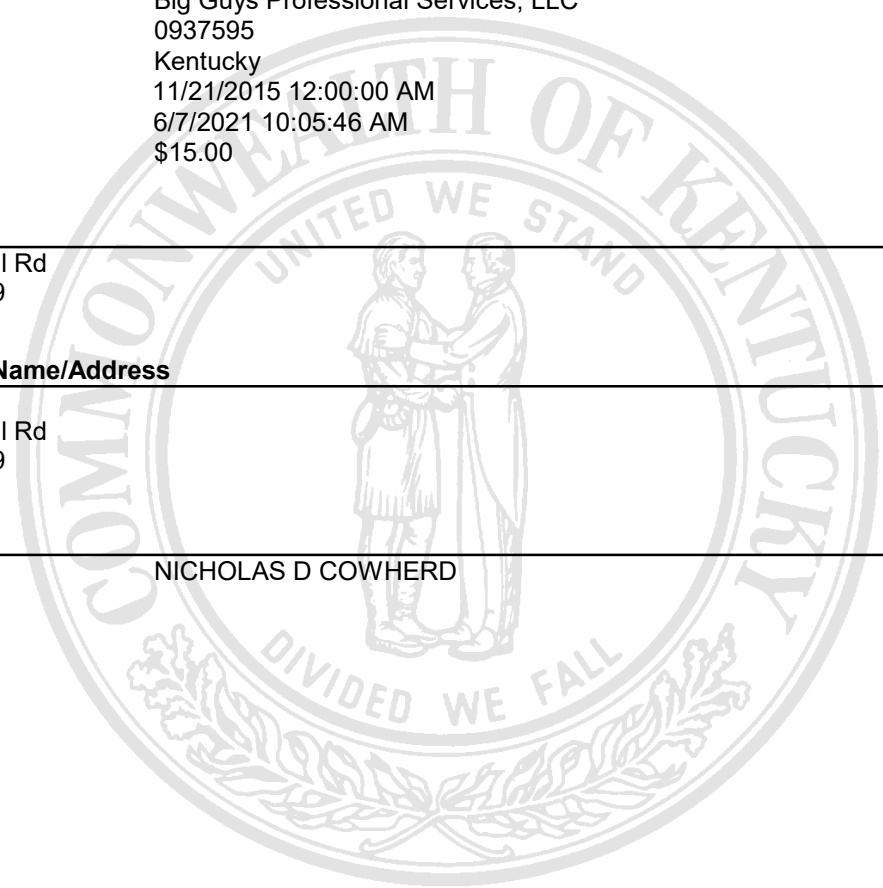 Big Guys Professional Services, LLC
0937595
Kentucky
11/21/2015 12:00:00 AM
6/7/2021 10:05:46 AM
$15.00
COMMONWEALTH OF KENTUCKY
UNITED WE STAND
l Rd
9
Name/Address
l Rd
9
NICHOLAS D COWHERD
DIVIDED WE FALL